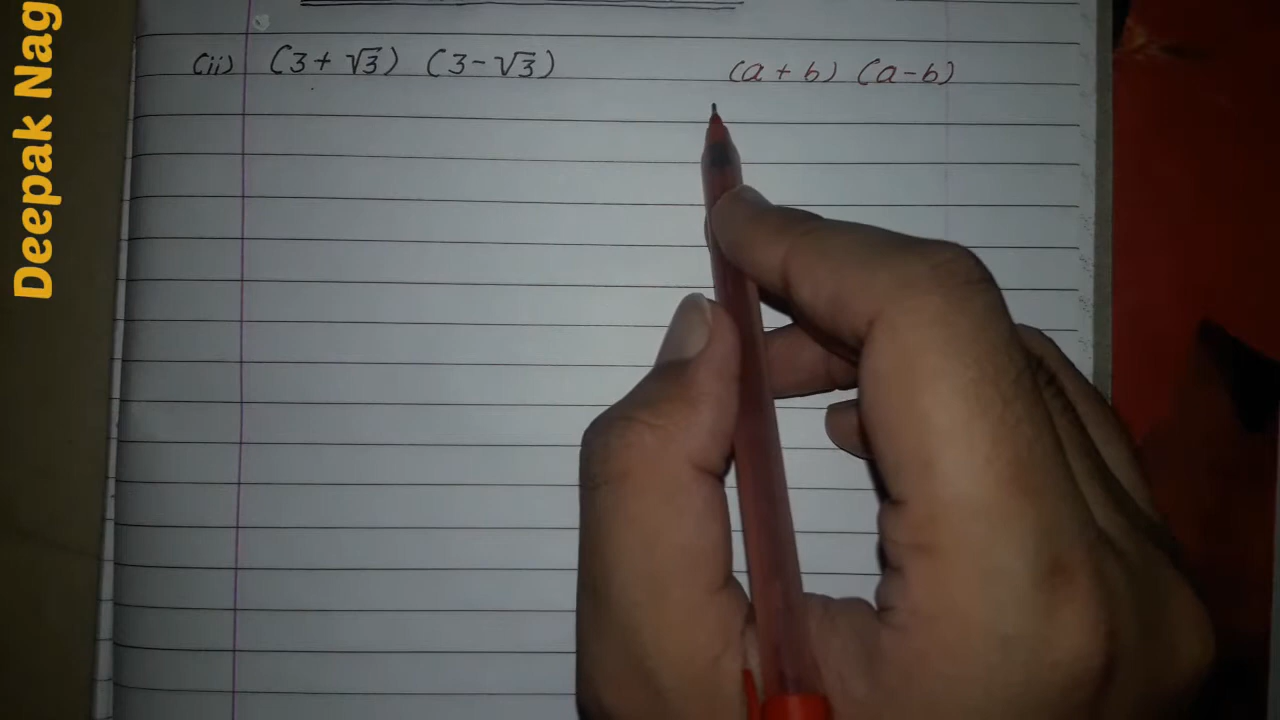 Deepak Nag
(ii) (3+√3) (3-√3) (a+b) (a-b)